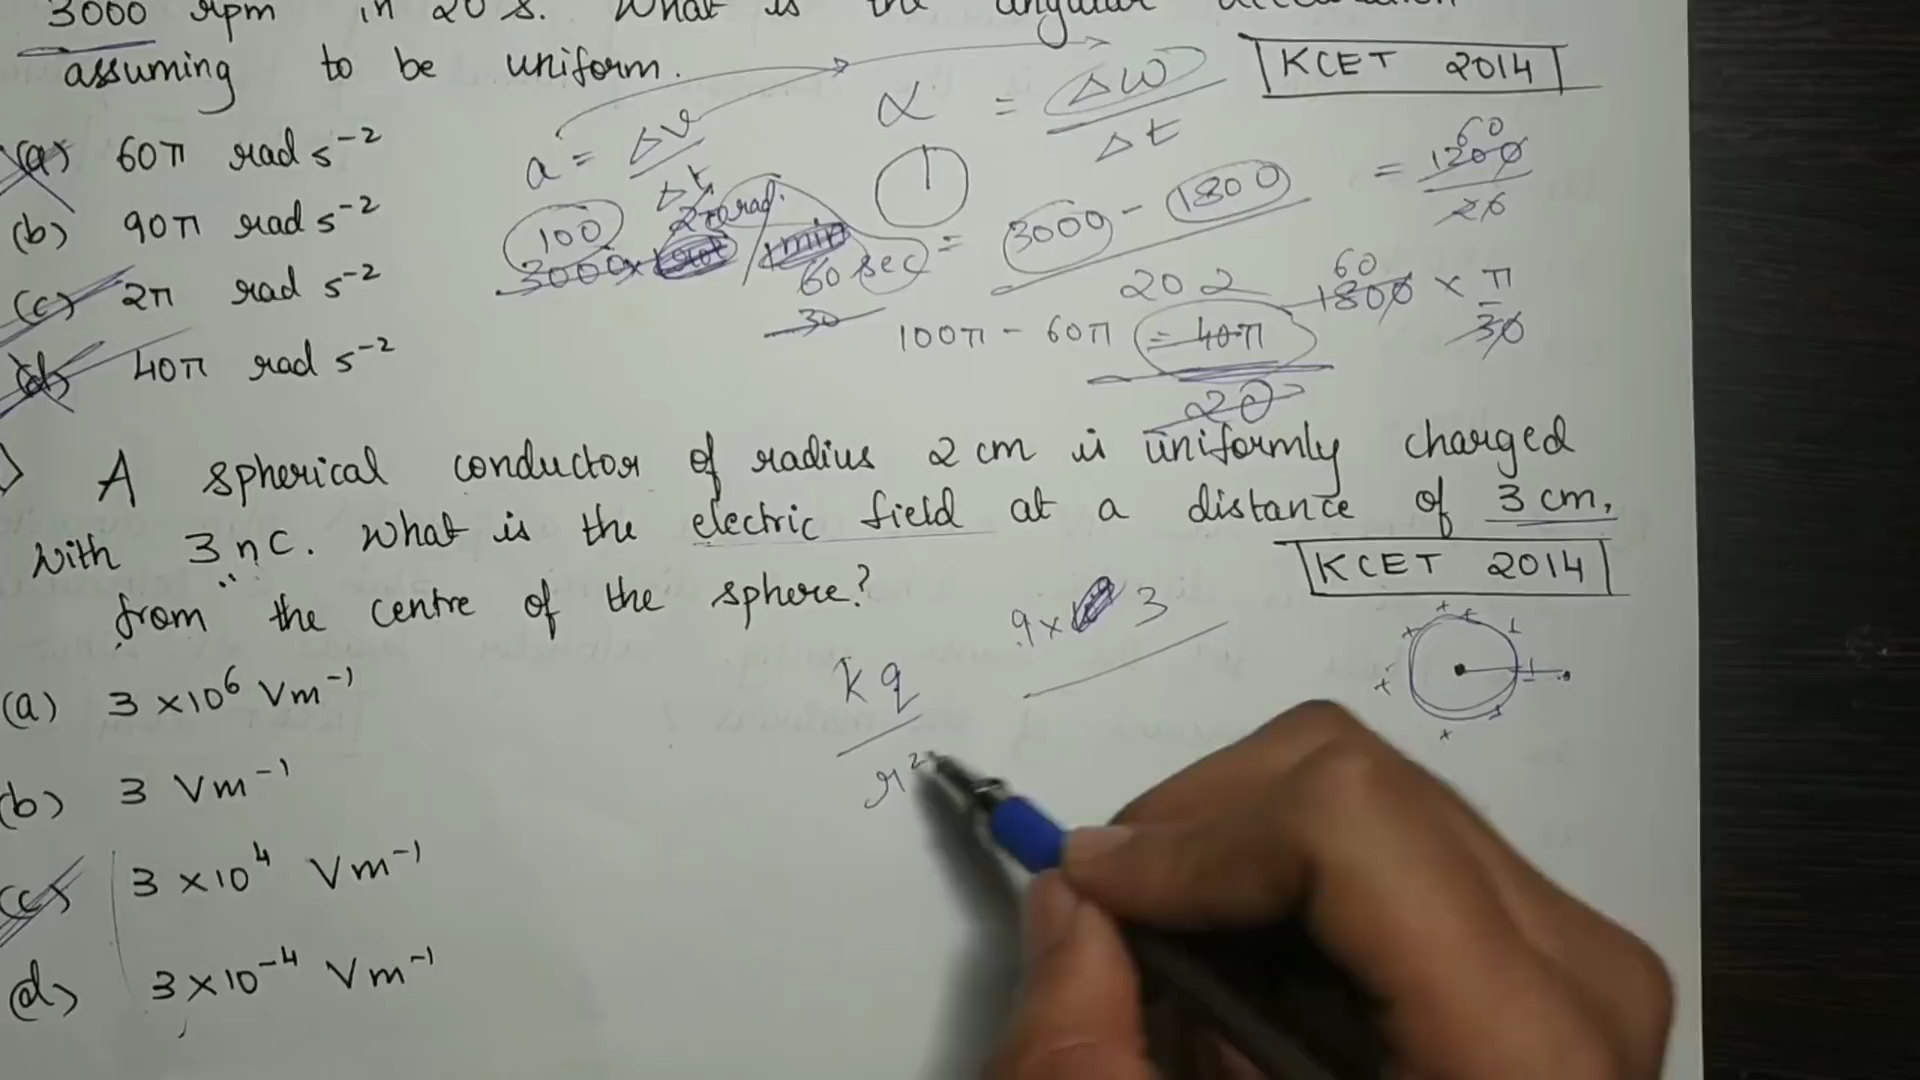 3000 rpm in 20 s. What is the angular
assuming to be uniform.
KCET 2014
(a) 60π rad s⁻²
(b) 90π rad s⁻²
(c) 2π rad s⁻²
(d) 40π rad s⁻²
a = Δv / Δt
α = Δω / Δt
= 3000 - 1800 / 20
= 1200 / 20
60
100
3000 ×
2π rad.
60 sec
30
1800 × π / 30
60
100π - 60π = 40π
20
2
A spherical conductor of radius 2 cm is uniformly charged
with 3 nC. What is the electric field at a distance of 3 cm.
from the centre of the sphere?
KCET 2014
(a) 3 × 10⁶ Vm⁻¹
(b) 3 Vm⁻¹
(c) 3 × 10⁴ Vm⁻¹
(d) 3 × 10⁻⁴ Vm⁻¹
Kq / r²
9 × 3